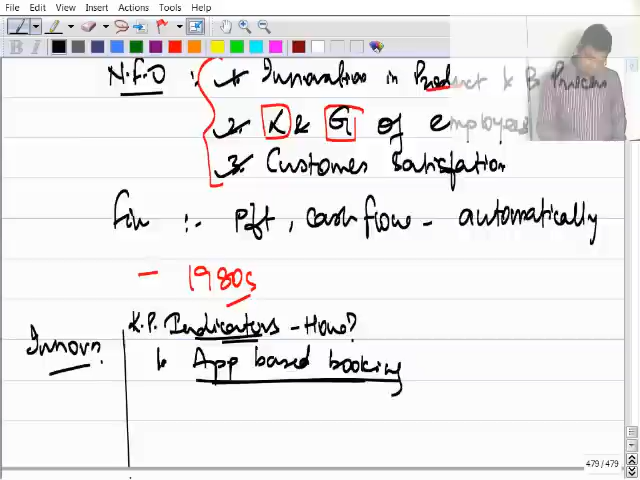 File Edit View Insert Actions Tools Help
N.F.O : 1. Innovation in Product & B Process
2. K & G of employees
3. Customer Satisfaction
Fin :- Pft, cash flow - automatically
- 1980s
K.P. Indicators - How?
Innovn. 1. App based booking
479/479